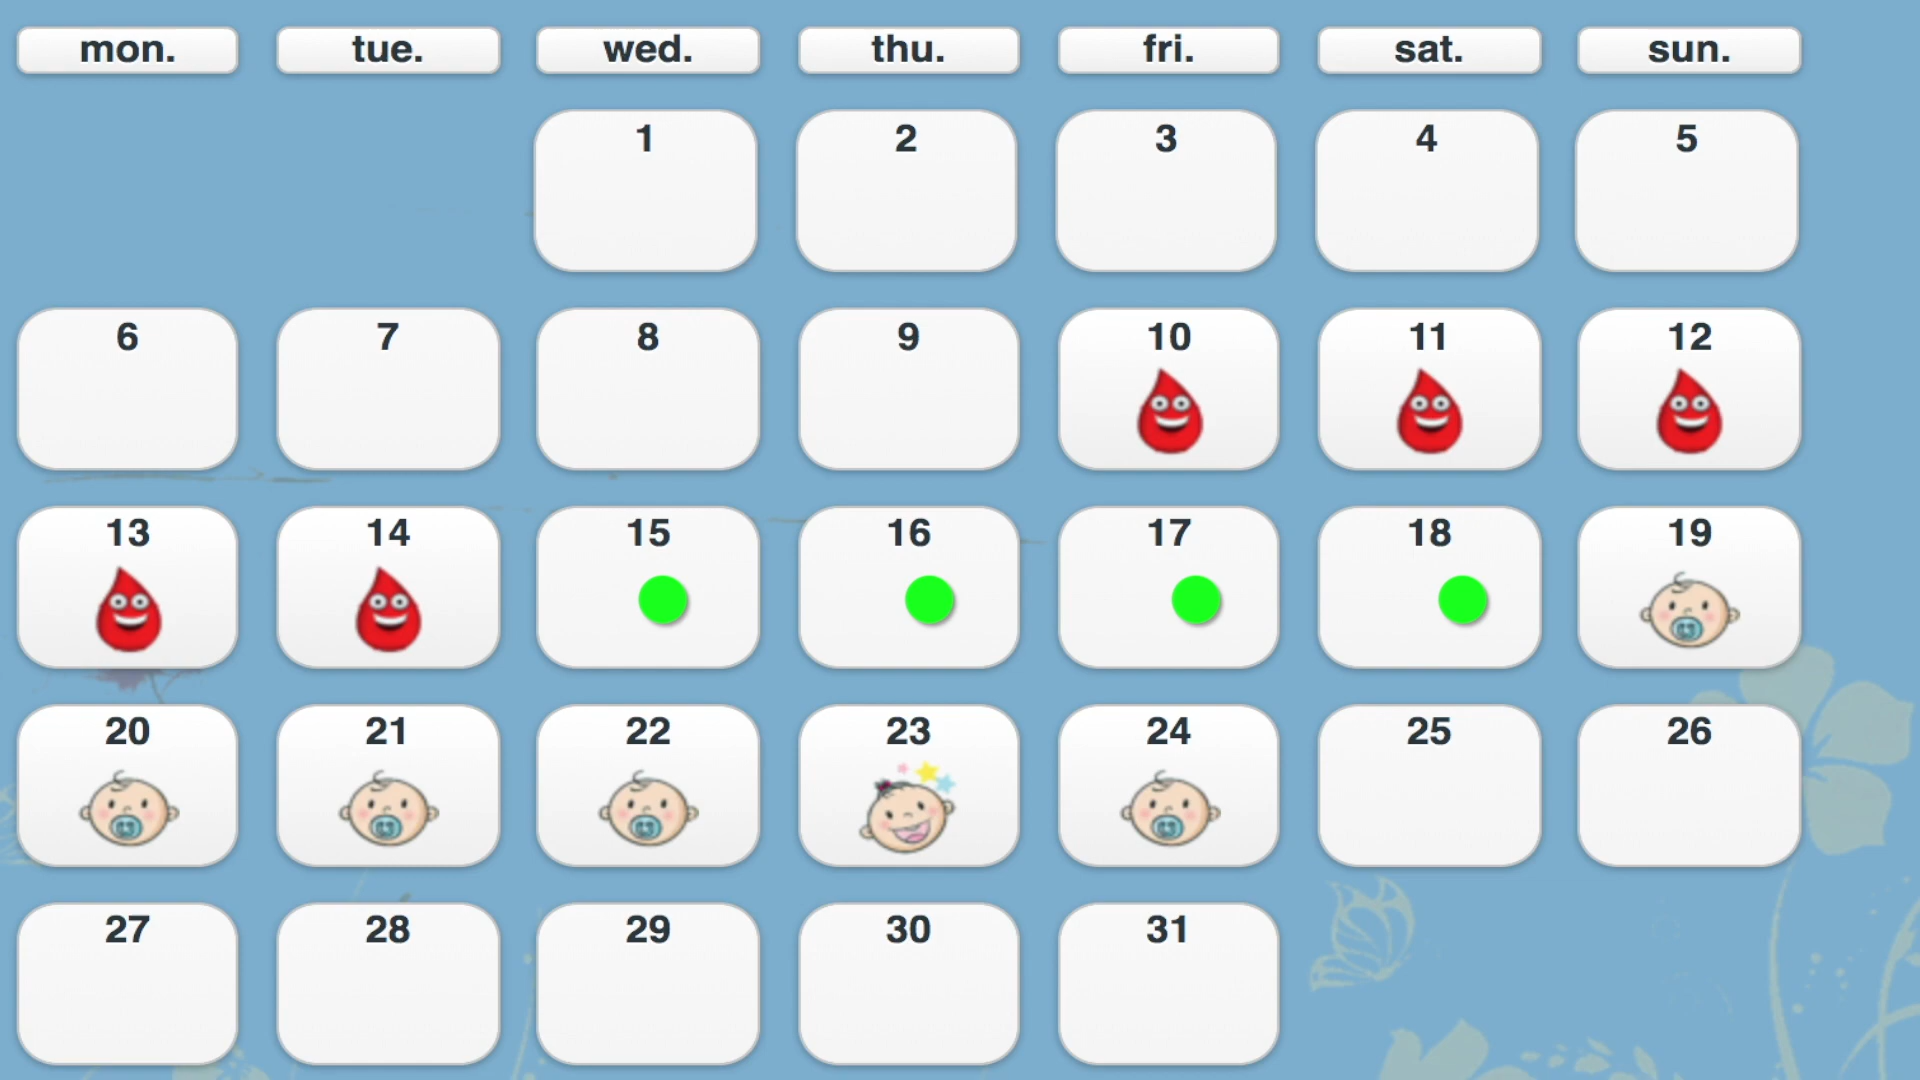 mon. tue. wed. thu. fri. sat. sun.
1 2 3 4 5
6 7 8 9 10 11 12
13 14 15 16 17 18 19
20 21 22 23 24 25 26
27 28 29 30 31